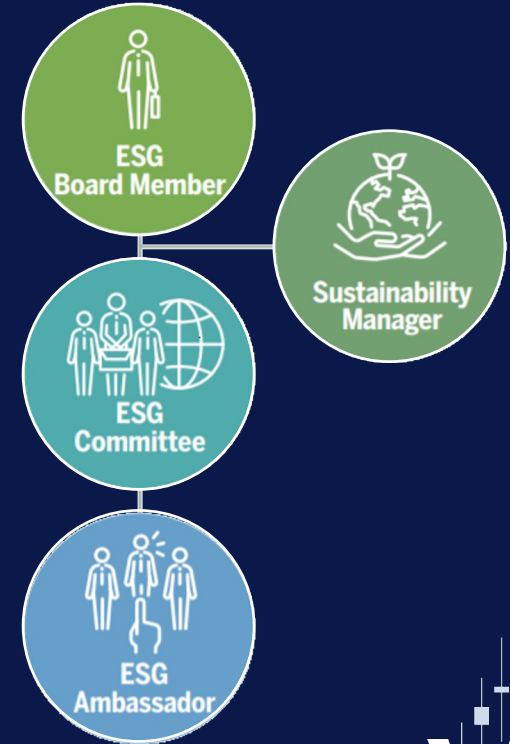 ESG
Board Member
Sustainability
Manager
ESG
Committee
ESG
Ambassador